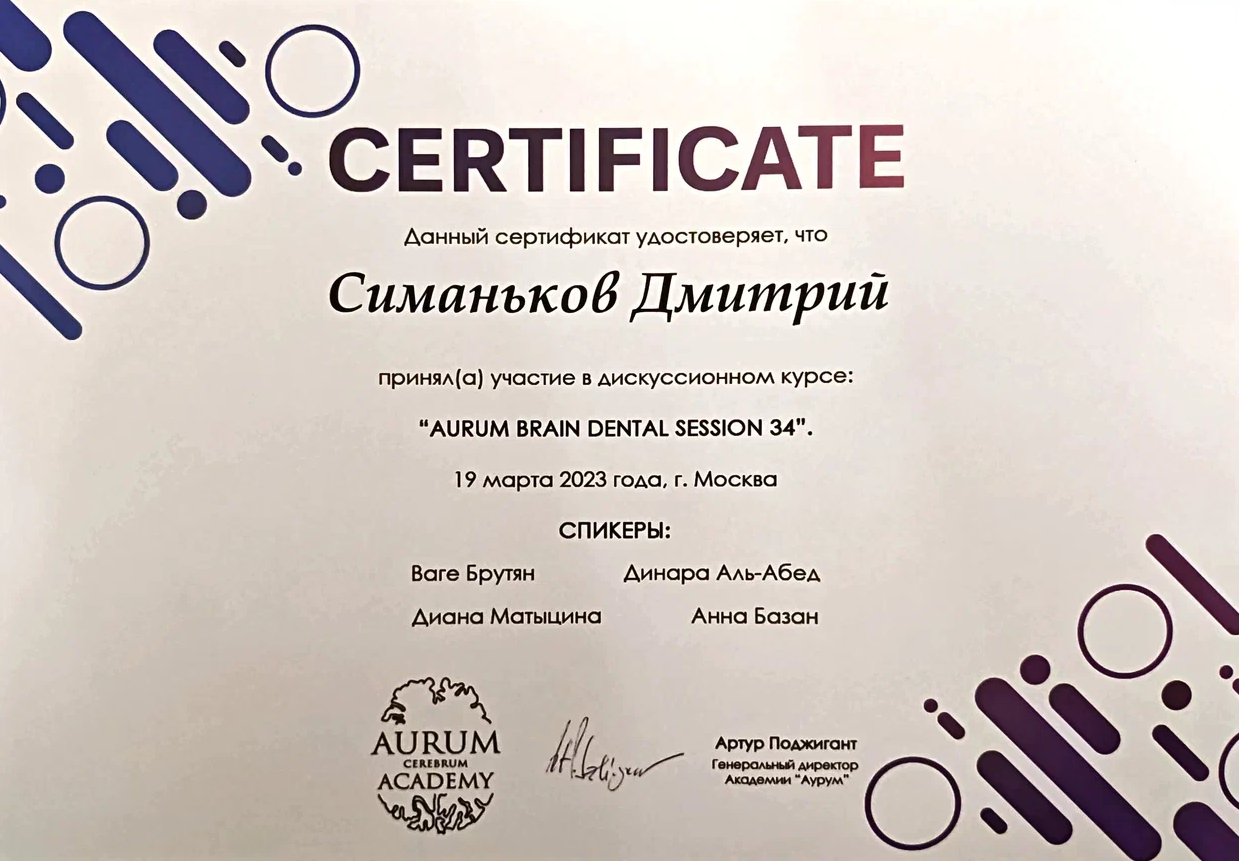 CERTIFICATE
Данный сертификат удостоверяет, что
Симаньков Дмитрий
принял(а) участие в дискуссионном курсе:
“AURUM BRAIN DENTAL SESSION 34”.
19 марта 2023 года, г. Москва
СПИКЕРЫ:
Ваге Брутян Динара Аль-Абед
Диана Матыцина Анна Базан
AURUM
CEREBRUM
ACADEMY
Артур Поджигант
Генеральный директор
Академии “Аурум”